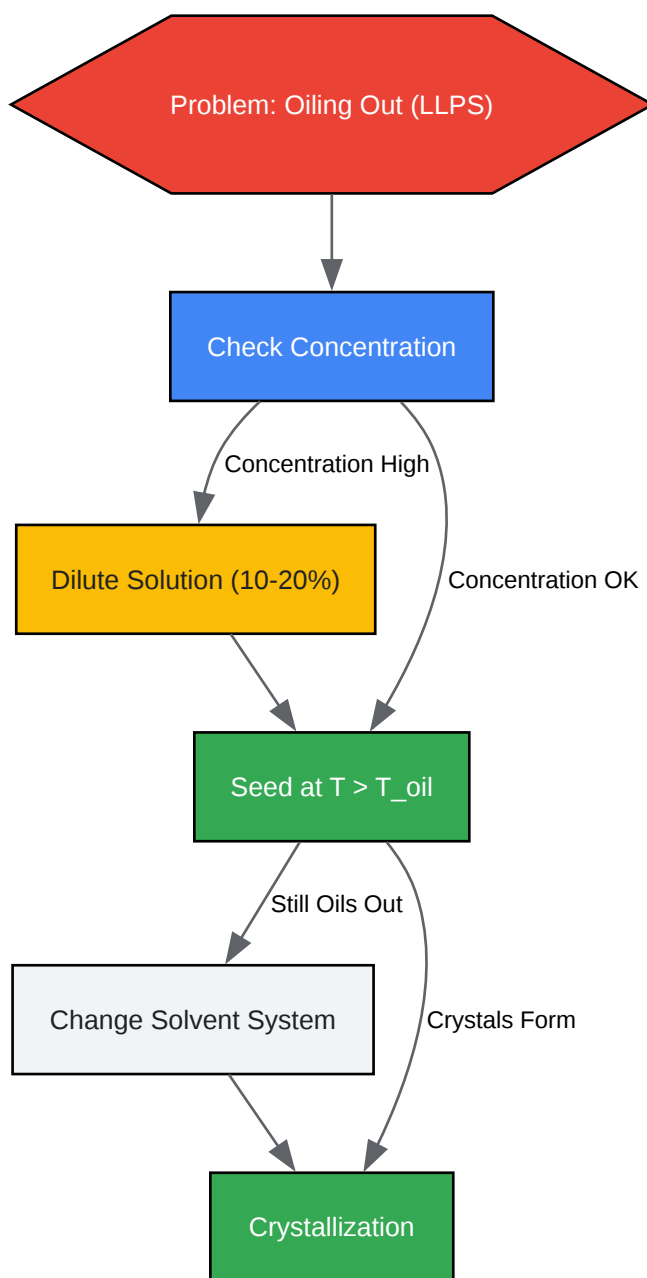 Problem: Oiling Out (LLPS)
Check Concentration
Concentration High
Dilute Solution (10-20%)
Concentration OK
Seed at T > T_oil
Still Oils Out
Change Solvent System
Crystals Form
Crystallization